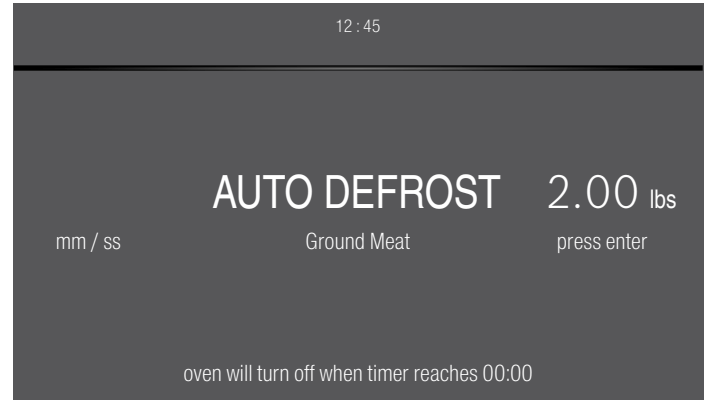 12 : 45
AUTO DEFROST 2.00 lbs
mm / ss Ground Meat press enter
oven will turn off when timer reaches 00:00